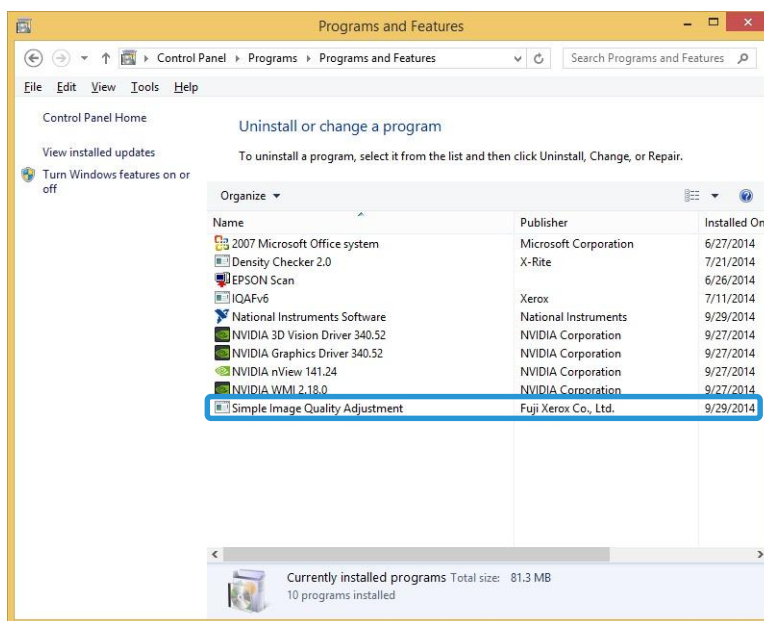 Programs and Features
Control Panel Programs Programs and Features Search Programs and Features
File Edit View Tools Help
Control Panel Home
View installed updates
Turn Windows features on or
off
Uninstall or change a program
To uninstall a program, select it from the list and then click Uninstall, Change, or Repair.
Organize
Name Publisher Installed On
2007 Microsoft Office system Microsoft Corporation 6/27/2014
Density Checker 2.0 X-Rite 7/21/2014
EPSON Scan 6/26/2014
IQAFv6 Xerox 7/11/2014
National Instruments Software National Instruments 9/29/2014
NVIDIA 3D Vision Driver 340.52 NVIDIA Corporation 9/27/2014
NVIDIA Graphics Driver 340.52 NVIDIA Corporation 9/27/2014
NVIDIA nView 141.24 NVIDIA Corporation 9/27/2014
NVIDIA WMI 2.18.0 NVIDIA Corporation 9/27/2014
Simple Image Quality Adjustment Fuji Xerox Co., Ltd. 9/29/2014
Currently installed programs Total size: 81.3 MB
10 programs installed